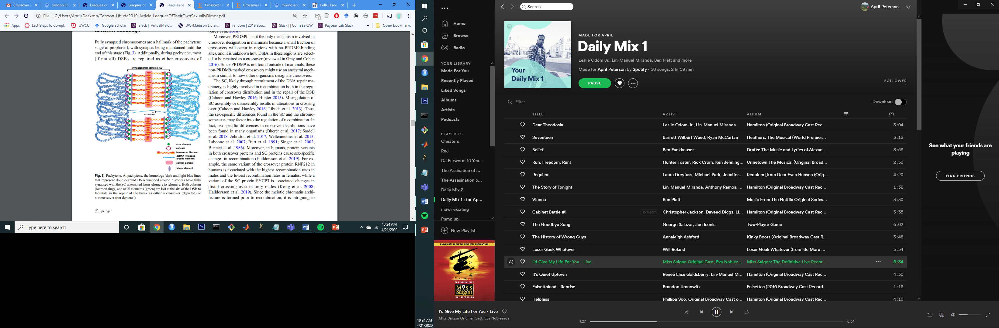 Crossover i
cahoon libu
Leagues of
Leagues of
Leagues of
Crossover
Crossover
mixing and
Cells | Free
File | C:/Users/April/Desktop/Cahoon-Libuda2019_Article_LeaguesOfTheirOwnSexuallyDimor.pdf
Apps
Last Steps to Compl...
UWCU
Google Scholar
Slack | VirtualMeio...
UW-Madison Librar...
random | 2019 Boo...
Slack | | ComBEE-UW
Payseur Lab Slack
»
Other bookmarks
between homologs
Fully synapsed chromosomes are a hallmark of the pachytene
stage of prophase I, with synapsis being maintained until the
end of this stage (Fig. 3). Additionally, during pachytene, most
(if not all) DSBs are repaired as either crossovers of
synaptonemal complex (SC)
crossover
axial element
cohesin
transverse filament
dsDNA (wrapped
around histones)
central element
lateral element
Fig. 3 Pachytene. At pachytene, the homologs (dark and light blue lines
that represent double-strand DNA wrapped around histones) have fully
synapsed with the SC assembled from telomere to telomere. Both cohesin
(maroon rings) and axial elements (green) are lost at the site of the DSB to
facilitate in the repair of the break as either a crossover (depicted) or
noncrossover (not depicted)
Springer
(Grey et al. 2018).
Moreover, PRDM9 is not the only mechanism involved in
crossover designation in mammals because a small fraction of
crossovers will occur in regions with no PRDM9-binding
sites, and it is unknown how DSBs in these regions are select-
ed to be repaired as a crossover (reviewed in Gray and Cohen
2016). Since PRDM9 is not found outside of mammals, these
non-PRDM9-marked crossovers might use an ancestral mech-
anism similar to how other organisms designate crossovers.
The SC, likely through recruitment of the DNA repair ma-
chinery, is highly involved in recombination both in the regu-
lation of crossover distribution and in the repair of the DSB
(Cahoon and Hawley 2016; Hunter 2015). Misregulation of
SC assembly or disassembly results in alterations in crossing
over (Cahoon and Hawley 2016; Libuda et al. 2013). Thus,
the sex-specific differences found in the SC and the chromo-
some axes may factor into the regulation of recombination. In
fact, sex-specific differences in crossover distributions have
been found in many organisms (Bherer et al. 2017; Sardell
et al. 2018; Johnston et al. 2017; Wellenreuther et al. 2013;
Labonne et al. 2007; Burt et al. 1991; Singer et al. 2002;
Bennett et al. 1986). Moreover, in humans, protein variants
in both crossover proteins and SC proteins cause sex-specific
changes in recombination (Halldorsson et al. 2019). For ex-
ample, the same variant of the crossover protein RNF212 in
humans is associated with the highest recombination rates in
males and the lowest recombination rates in females, while a
variant of the SC protein SYCP3 is associated changes in
distal crossing over in only males (Kong et al. 2008;
Halldorsson et al. 2019). Since the meiotic chromatin archi-
tecture is formed prior to recombination, it is intriguing to
Type here to search
10:24 AM
4/21/2020
10:24 AM
4/21/2020
Home
Browse
Radio
YOUR LIBRARY
Made For You
Recently Played
Liked Songs
Albums
Artists
Podcasts
PLAYLISTS
Cheaters
RnJ
DJ Earworm 10 Yea...
The Assination of ...
The Assasination o...
Daily Mix 2
Daily Mix 1 • for Ap...
mawr exciting
Pump up
New Playlist
HIGHLIGHTS FROM THE NEW 2014 PRODUCTION
THE DEFINITIVE
Miss Saigon
LIVE RECORDING
Search
April Peterson
Your
Daily Mix 1
MADE FOR APRIL
Daily Mix 1
Leslie Odom Jr., Lin-Manuel Miranda, Ben Platt and more
Made for April Peterson by Spotify • 50 songs, 2 hr 59 min
PAUSE
FOLLOWER
1
Filter
Download
TITLE ARTIST ALBUM
Dear Theodosia Leslie Odom Jr., Lin-Manuel Miranda Hamilton (Original Broadway Cast Rec... 3:04
Seventeen Barrett Wilbert Weed, Ryan McCartan Heathers: The Musical (World Premier... 3:12
Belief Ben Fankhauser Drafts: The Music and Lyrics of Alexan... 3:58
Run, Freedom, Run! Hunter Foster, Rick Crom, Ken Jenning... Urinetown The Musical (Original Broad... 2:50
Requiem Laura Dreyfuss, Michael Park, Jennifer... Requiem [from Dear Evan Hansen (Orig... 4:20
The Story of Tonight Lin-Manuel Miranda, Anthony Ramos, ... Hamilton (Original Broadway Cast Rec... 1:32
Vienna Ben Platt Music From The Netflix Original Series... 3:30
Cabinet Battle #1 EXPLICIT Christopher Jackson, Daveed Diggs, Li... Hamilton (Original Broadway Cast Rec... 3:35
The Goodbye Song George Salazar, Joe Iconis Two-Player Game 6:02
The History of Wrong Guys Annaleigh Ashford Kinky Boots (Original Broadway Cast R... 3:48
Loser Geek Whatever Will Roland Loser Geek Whatever (from 'Be More ... 5:54
I'd Give My Life For You - Live Miss Saigon Original Cast, Eva Noblez... Miss Saigon: The Definitive Live Recor... 5:34
It's Quiet Uptown Renée Elise Goldsberry, Lin-Manuel M... Hamilton (Original Broadway Cast Rec... 4:30
Falsettoland - Reprise Brandon Uranowitz Falsettos (2016 Broadway Cast Record... 1:18
Helpless Phillipa Soo, Original Broadway Cast o... Hamilton (Original Broadway Cast Rec... 4:10
See what your friends are
playing
FIND FRIENDS
I'd Give My Life For You - Live
Miss Saigon Original Cast, Eva Noblezada
1:27
5:34